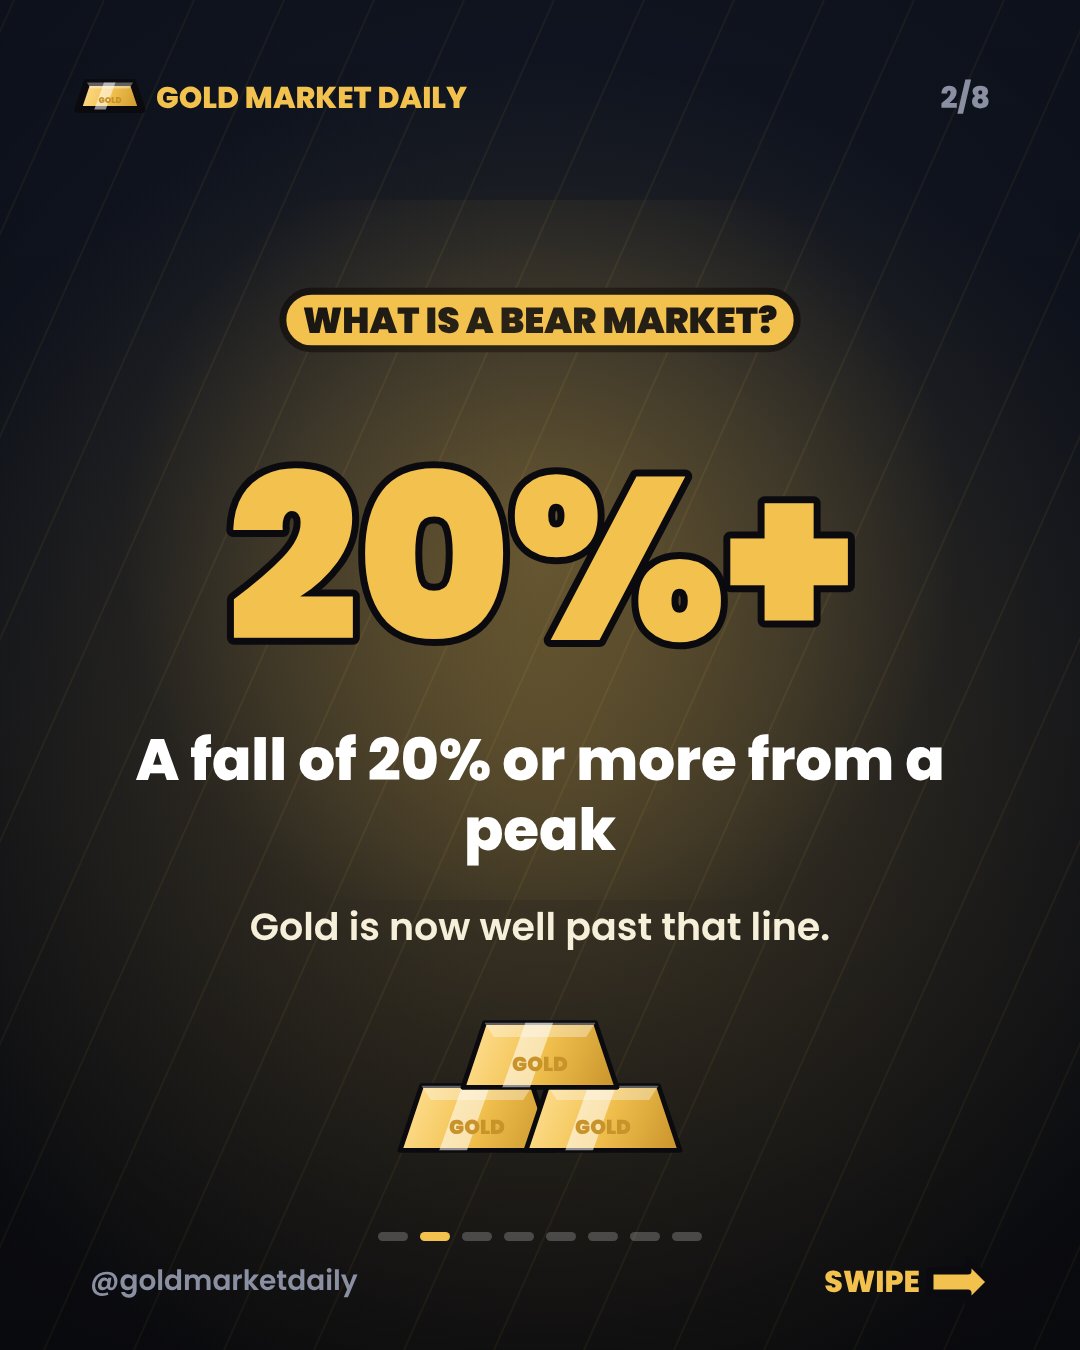 GOLD
GOLD MARKET DAILY
2/8
WHAT IS A BEAR MARKET?
20%+
A fall of 20% or more from a
peak
Gold is now well past that line.
GOLD
GOLD
GOLD
@goldmarketdaily
SWIPE